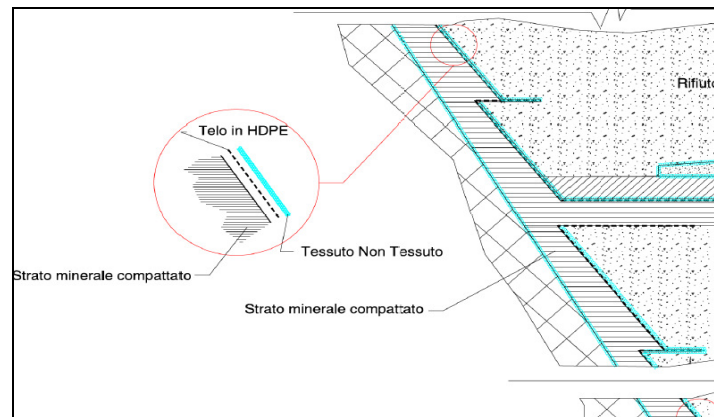 Rifiuto
Telo in HDPE
Tessuto Non Tessuto
Strato minerale compattato
Strato minerale compattato